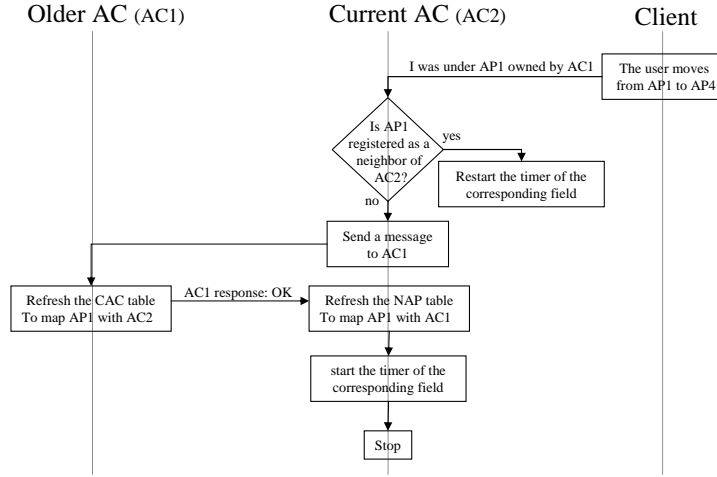 Older AC (AC1)
Current AC (AC2)
Client
I was under AP1 owned by AC1
The user moves
from AP1 to AP4
Is AP1
registered as a
neighbor of
AC2?
yes
Restart the timer of the
corresponding field
no
Send a message
to AC1
Refresh the CAC table
To map AP1 with AC2
AC1 response: OK
Refresh the NAP table
To map AP1 with AC1
start the timer of the
corresponding field
Stop